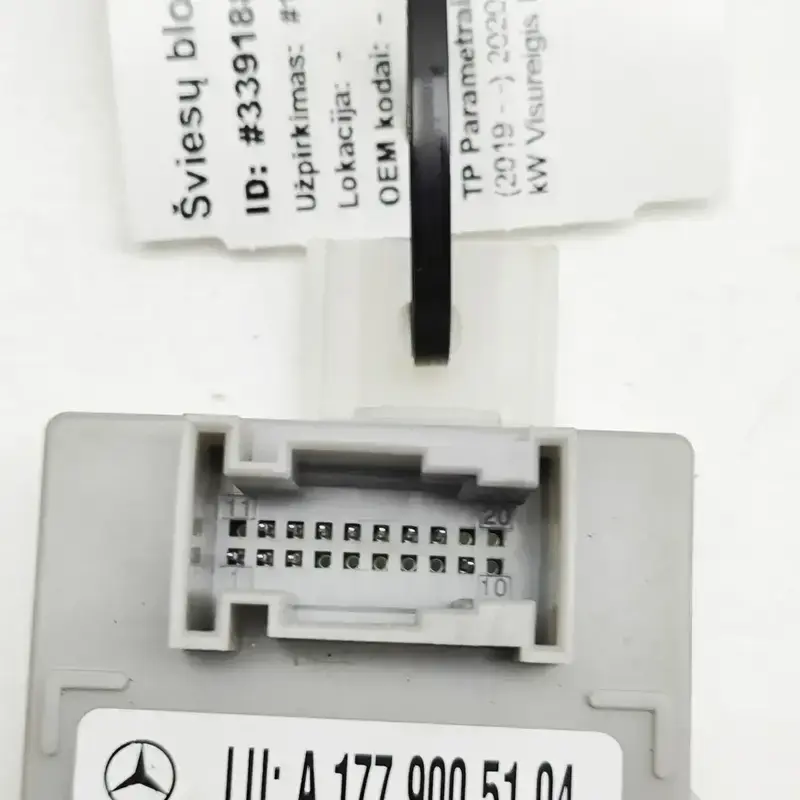 Šviesų blo
ID: #339188
Užpirkimas: #
Lokacija: -
OEM kodai: -
TP Parametrai
(2019 - -) 2020
kW Visureigis
11
20
1
10
A 177 900 51 04